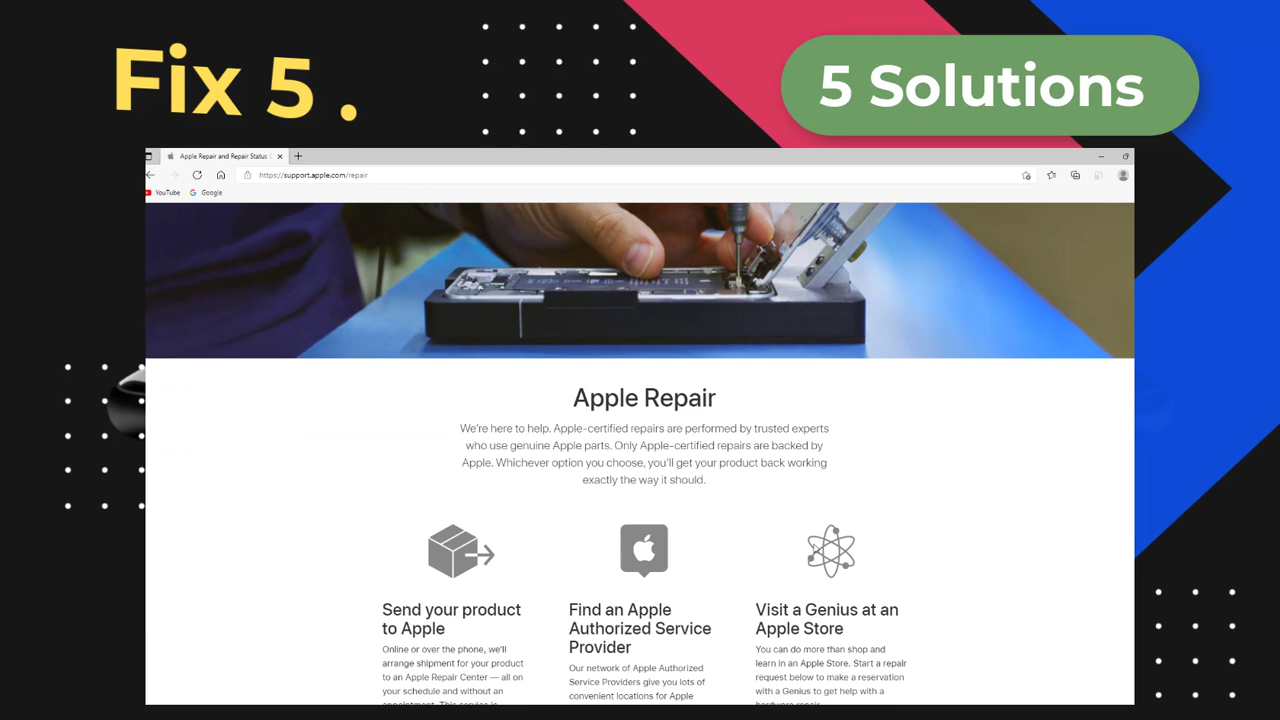 Fix 5 .
5 Solutions
Apple Repair and Repair Status
https://support.apple.com/repair
YouTube
Google
Apple Repair
We're here to help. Apple-certified repairs are performed by trusted experts
who use genuine Apple parts. Only Apple-certified repairs are backed by
Apple. Whichever option you choose, you'll get your product back working
exactly the way it should.
Send your product
to Apple
Online or over the phone, we'll
arrange shipment for your product
to an Apple Repair Center — all on
your schedule and without an
appointment. This service is
Find an Apple
Authorized Service
Provider
Our network of Apple Authorized
Service Providers give you lots of
convenient locations for Apple
Visit a Genius at an
Apple Store
You can do more than shop and
learn in an Apple Store. Start a repair
request below to make a reservation
with a Genius to get help with a
hardware repair.